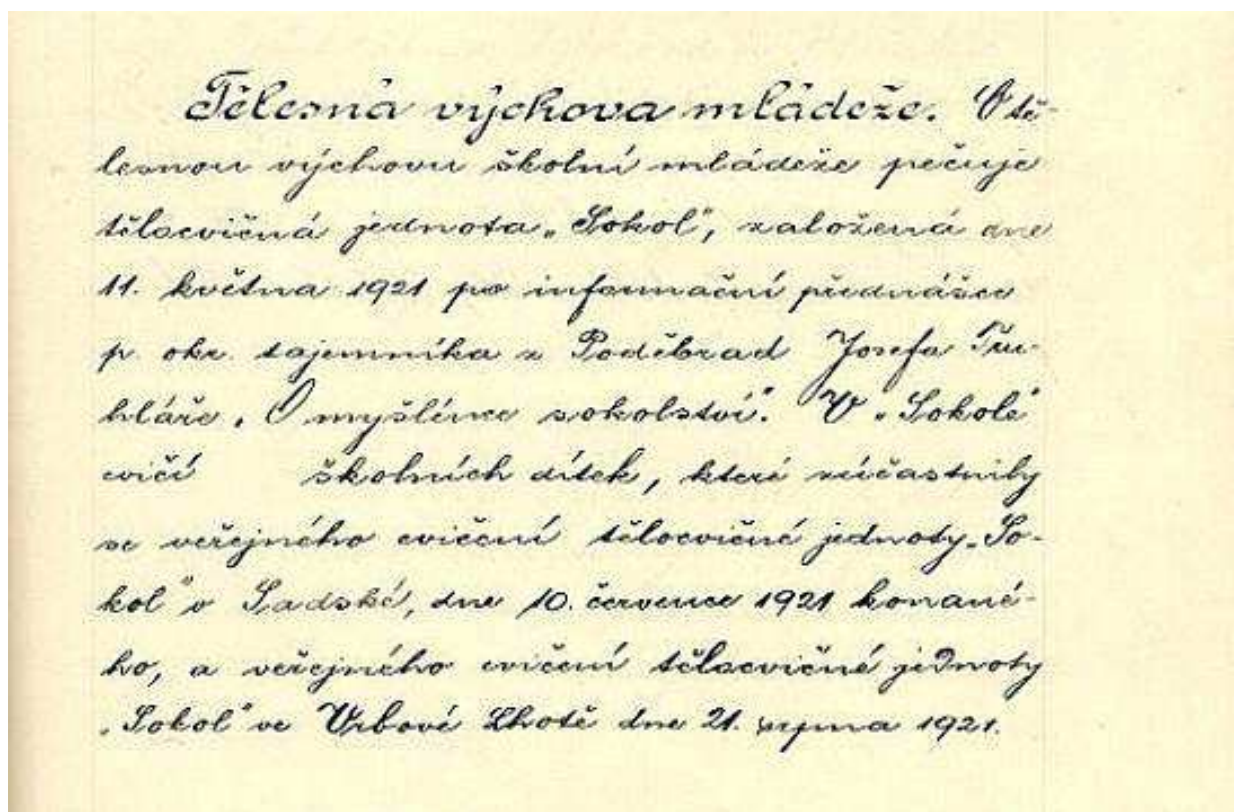 Tělesná výchova mládeže. O tě-
lesnou výchovu školní mládeže pečuje
tělocvičná jednota „Sokol", založená dne
11. května 1921 po informační přednášce
p. okr. tajemníka z Poděbrad Josefa Tru-
hláře „O myšlénce sokolství". V „Sokole"
cvičí školních dítek, které súčastnily
se veřejného cvičení tělocvičné jednoty „So-
kol" v Sadské, dne 10. července 1921 konané-
ho, a veřejného cvičení tělocvičné jednoty
„Sokol" ve Vrbové Lhotě dne 21. srpna 1921.